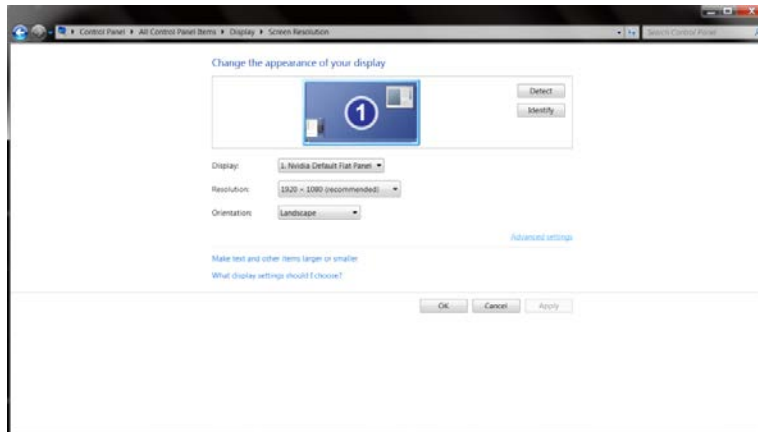 Control Panel ▸ All Control Panel Items ▸ Display ▸ Screen Resolution
Search Control Panel
Change the appearance of your display
1
Detect
Identify
Display:
1. Nvidia Default Flat Panel
Resolution:
1920 × 1080 (recommended)
Orientation:
Landscape
Advanced settings
Make text and other items larger or smaller
What display settings should I choose?
OK
Cancel
Apply